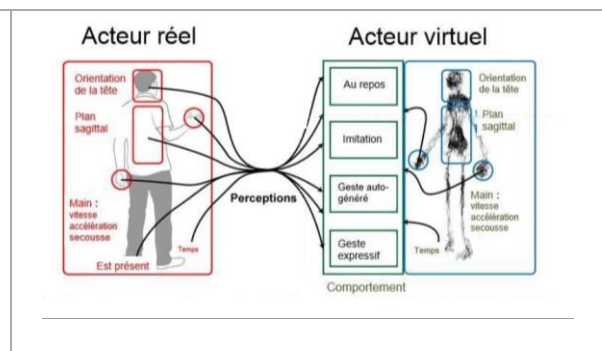 Acteur réel
Acteur virtuel
Orientation
de la tête
Plan
sagittal
Main :
vitesse
accélération
secousse
Temps
Est présent
Perceptions
Au repos
Imitation
Geste auto-
généré
Geste
expressif
Comportement
Orientation
de la tête
Plan
sagittal
Main :
vitesse
accélération
secousse
Temps